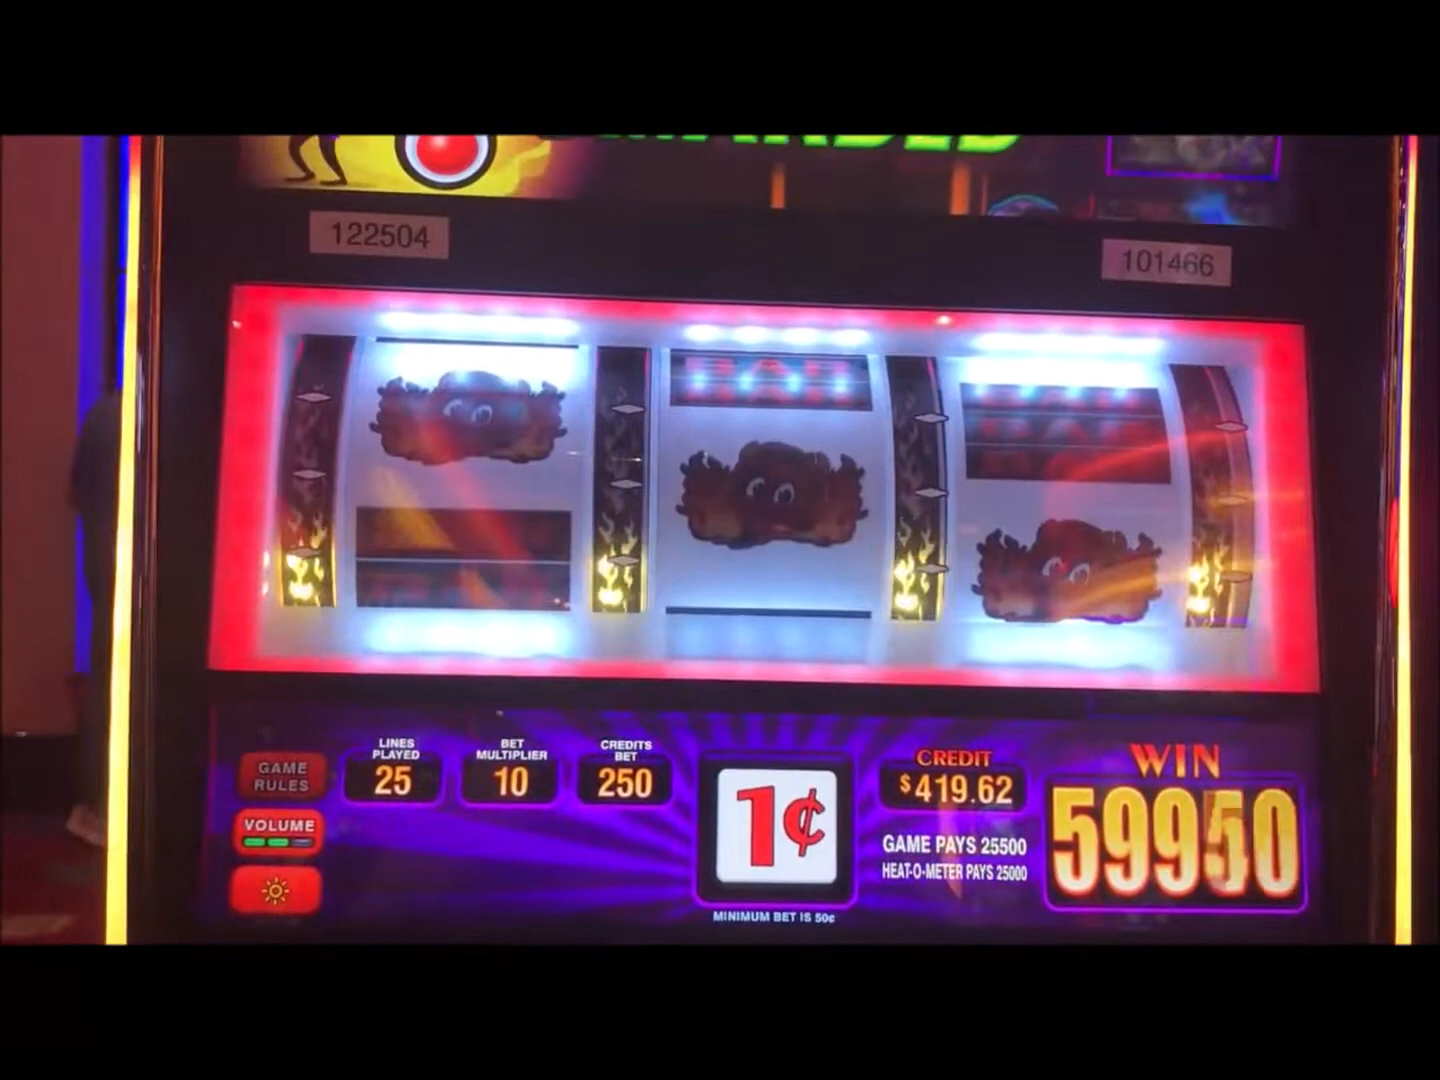 122504
101466
BAR
GAME
RULES
LINES
PLAYED
25
BET
MULTIPLIER
10
CREDITS
BET
250
VOLUME
1¢
MINIMUM BET IS 50¢
CREDIT
$419.62
GAME PAYS 25500
HEAT-O-METER PAYS 25000
WIN